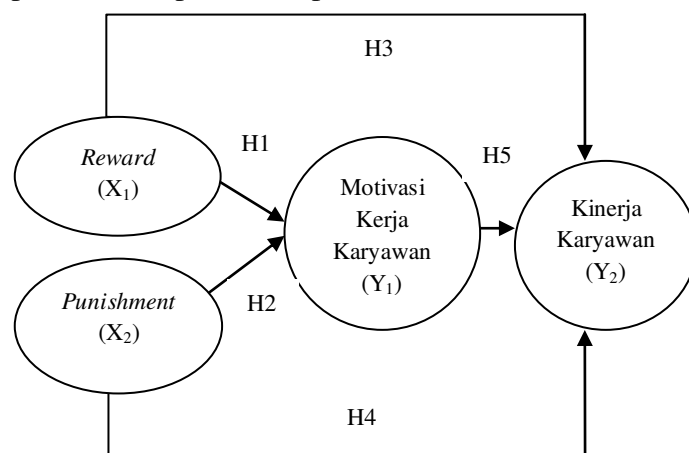 H3
Reward
(X₁)
H1
Motivasi
Kerja
Karyawan
(Y₁)
H5
Kinerja
Karyawan
(Y₂)
Punishment
(X₂)
H2
H4